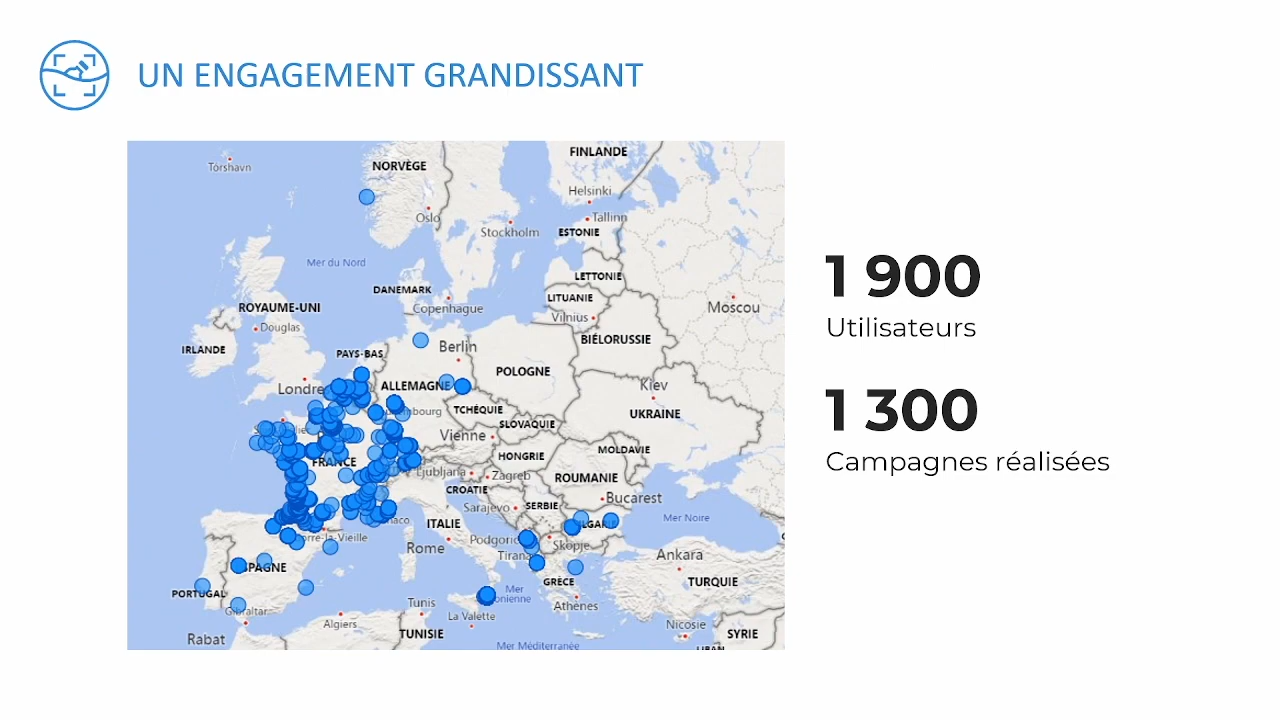 UN ENGAGEMENT GRANDISSANT
Tórshavn
NORVÈGE
FINLANDE
Helsinki
Oslo
Tallinn
Stockholm
ESTONIE
Mer du Nord
LETTONIE
DANEMARK
LITUANIE
ROYAUME-UNI
Copenhague
Moscou
Vilnius
Douglas
BIÉLORUSSIE
IRLANDE
PAYS-BAS
Berlin
POLOGNE
Londre
ALLEMAGNE
Kiev
TCHÉQUIE
UKRAINE
SLOVAQUIE
Vienne
MOLDAVIE
HONGRIE
FRANCE
Ljubljana
Zagreb
ROUMANIE
CROATIE
Bucarest
SERBIE
Sarajevo
Mer Noire
ITALIE
Podgori
Rome
Skopje
Tirana
Ankara
PAGNE
GRÈCE
TURQUIE
PORTUGAL
Mer
onienne
Gibraltar
Tunis
Athènes
La Valette
Algiers
Nicosie
Rabat
TUNISIE
SYRIE
Mer Méditerranée
LIBAN
1 900
Utilisateurs
1 300
Campagnes réalisées